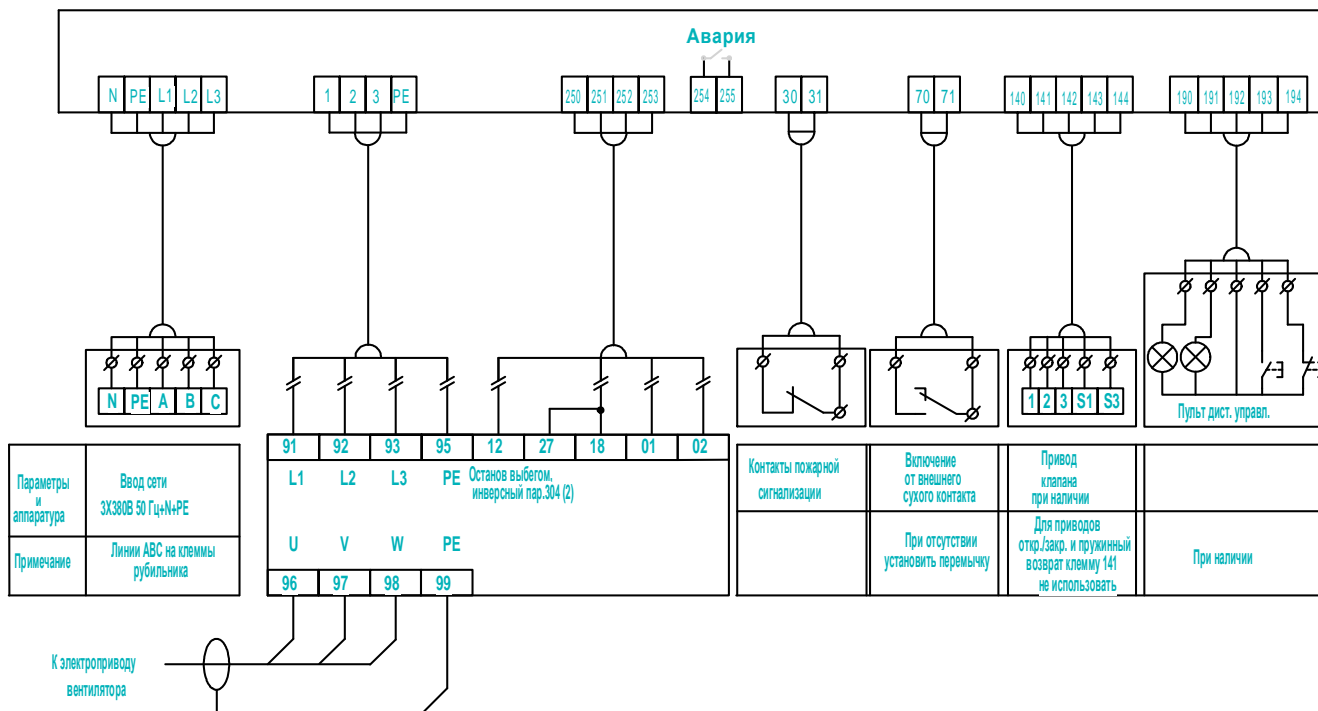 Авария
N PE L1 L2 L3
1 2 3 PE
250 251 252 253
254 255
30 31
70 71
140 141 142 143 144
190 191 192 193 194
N PE A B C
1 2 3 S1 S3
Пульт дист. управл.
91 92 93 95 12 27 18 01 02
L1 L2 L3 PE
Останов выбегом.
инверсный пар.304 (2)
U V W PE
96 97 98 99
Параметры
и
аппаратура
Ввод сети
3X380В 50 Гц+N+PE
Примечание
Линии ABC на клеммы
рубильника
Контакты пожарной
сигнализации
Включение
от внешнего
сухого контакта
При отсутствии
установить перемычку
Привод
клапана
при наличии
Для приводов
откр./закр. и пружинный
возврат клемму 141
не использовать
При наличии
К электроприводу
вентилятора